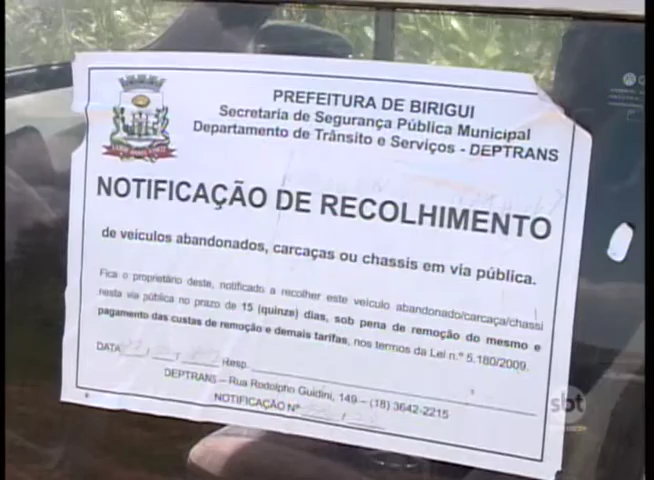 PREFEITURA DE BIRIGUI
Secretaria de Segurança Pública Municipal
Departamento de Trânsito e Serviços - DEPTRANS
NOTIFICAÇÃO DE RECOLHIMENTO
de veículos abandonados, carcaças ou chassis em via pública.
Fica o proprietário deste, notificado a recolher este veículo abandonado/carcaça/chassi
nesta via pública no prazo de 15 (quinze) dias, sob pena de remoção do mesmo e
pagamento das custas de remoção e demais tarifas, nos termos da Lei n.º 5.180/2009.
DATA / / Resp.
DEPTRANS – Rua Rodolpho Guidini, 149 – (18) 3642-2215
NOTIFICAÇÃO Nº /
sbt